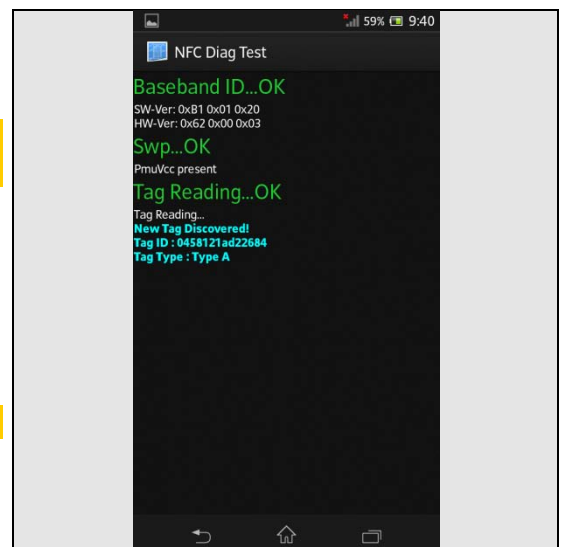 59% 9:40
NFC Diag Test
Baseband ID...OK
SW-Ver: 0xB1 0x01 0x20
HW-Ver: 0x62 0x00 0x03
Swp...OK
PmuVcc present
Tag Reading...OK
Tag Reading...
New Tag Discovered!
Tag ID : 0458121ad22684
Tag Type : Type A